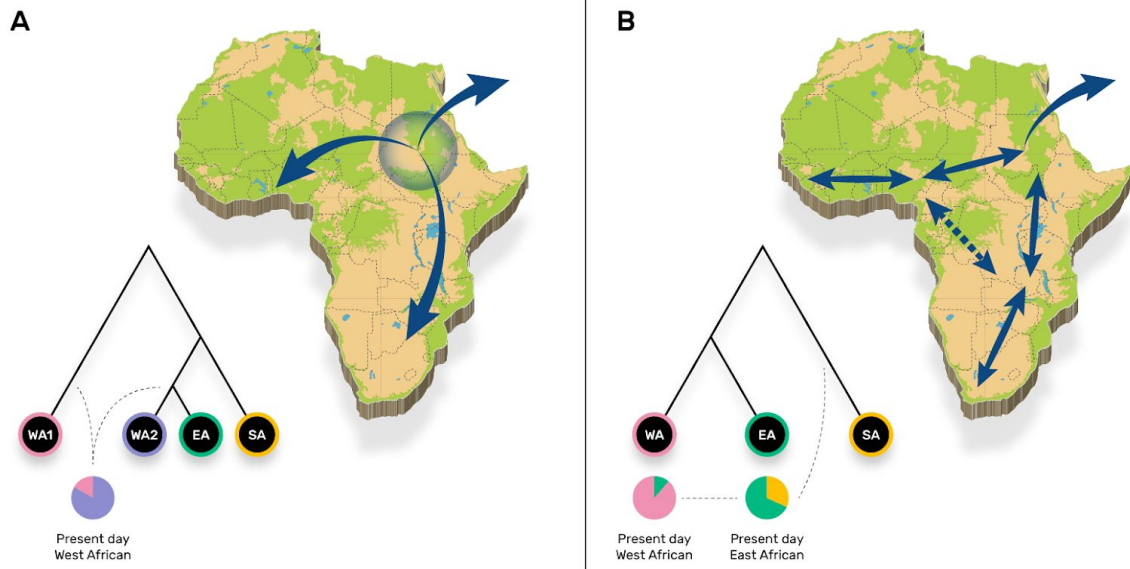 A
WA1
WA2
EA
SA
Present day
West African
B
WA
EA
SA
Present day
West African
Present day
East African